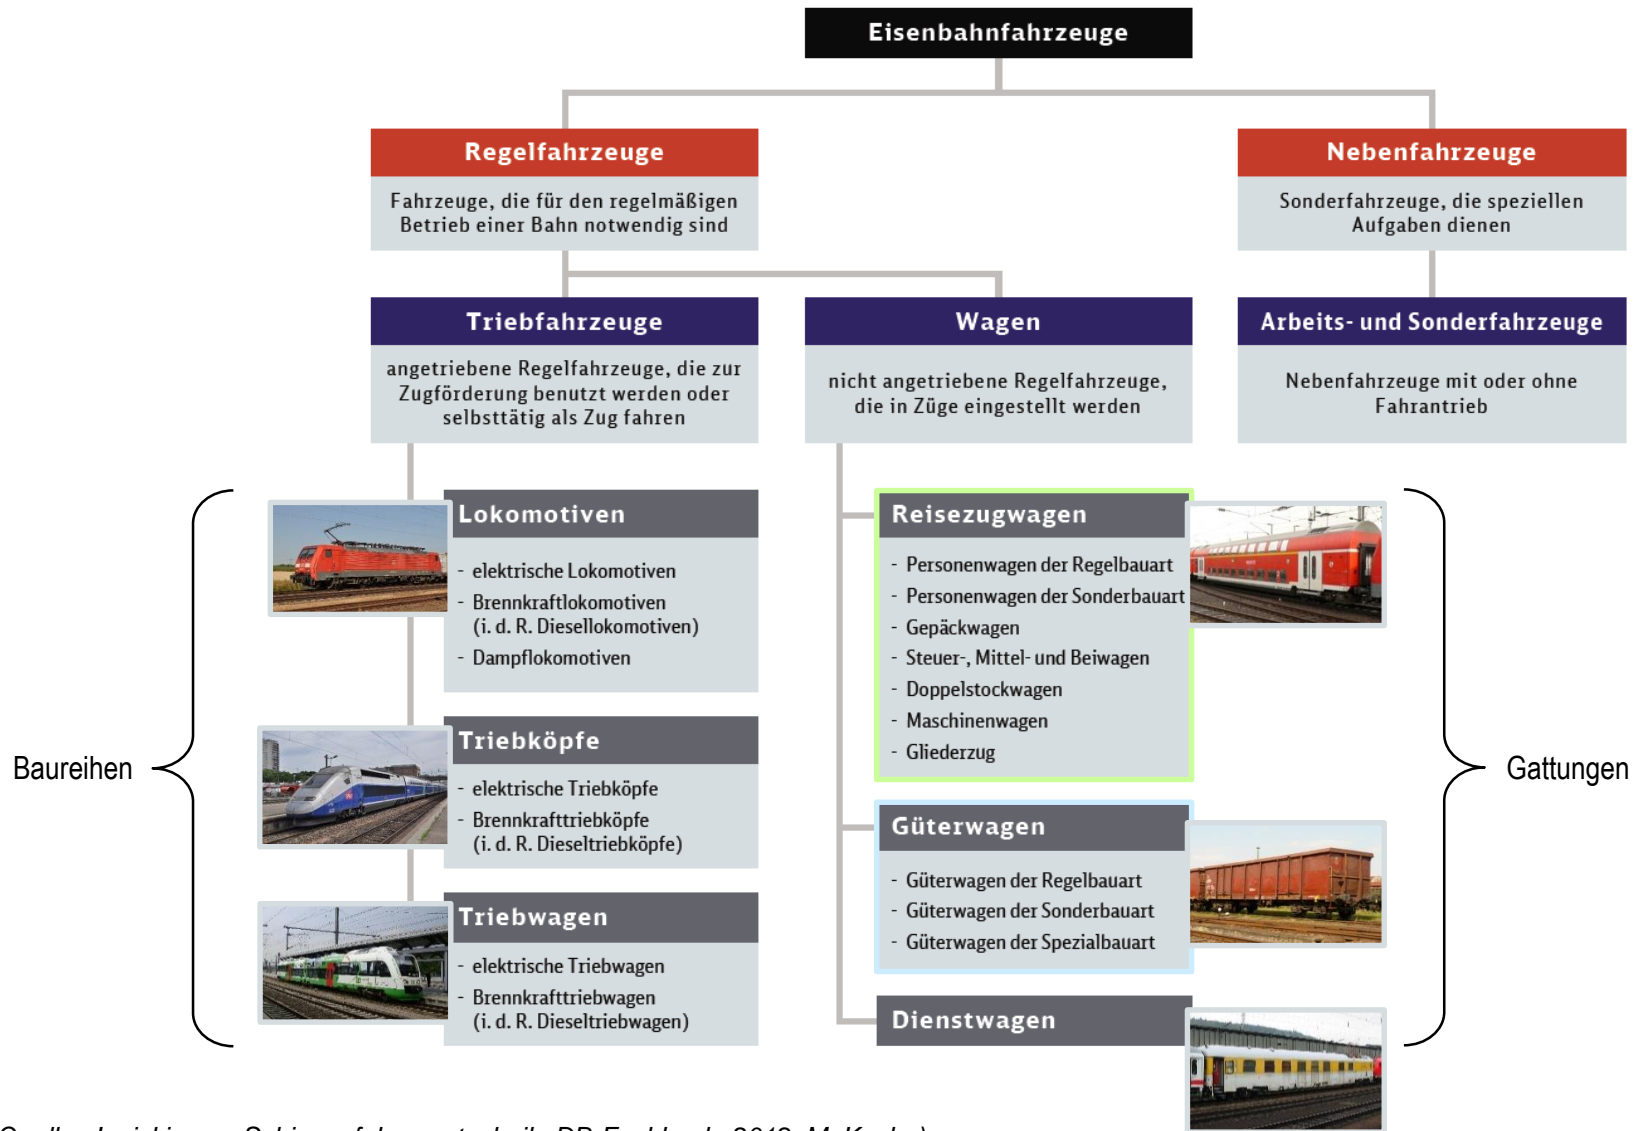 Eisenbahnfahrzeuge
Regelfahrzeuge
Fahrzeuge, die für den regelmäßigen
Betrieb einer Bahn notwendig sind
Nebenfahrzeuge
Sonderfahrzeuge, die speziellen
Aufgaben dienen
Triebfahrzeuge
angetriebene Regelfahrzeuge, die zur
Zugförderung benutzt werden oder
selbsttätig als Zug fahren
Wagen
nicht angetriebene Regelfahrzeuge,
die in Züge eingestellt werden
Arbeits- und Sonderfahrzeuge
Nebenfahrzeuge mit oder ohne
Fahrantrieb
Baureihen
Lokomotiven
- elektrische Lokomotiven
- Brennkraftlokomotiven
(i. d. R. Diesellokomotiven)
- Dampflokomotiven
Triebköpfe
- elektrische Triebköpfe
- Brennkrafttriebköpfe
(i. d. R. Dieseltriebköpfe)
Triebwagen
- elektrische Triebwagen
- Brennkrafttriebwagen
(i. d. R. Dieseltriebwagen)
Reisezugwagen
- Personenwagen der Regelbauart
- Personenwagen der Sonderbauart
- Gepäckwagen
- Steuer-, Mittel- und Beiwagen
- Doppelstockwagen
- Maschinenwagen
- Gliederzug
Güterwagen
- Güterwagen der Regelbauart
- Güterwagen der Sonderbauart
- Güterwagen der Spezialbauart
Dienstwagen
Gattungen